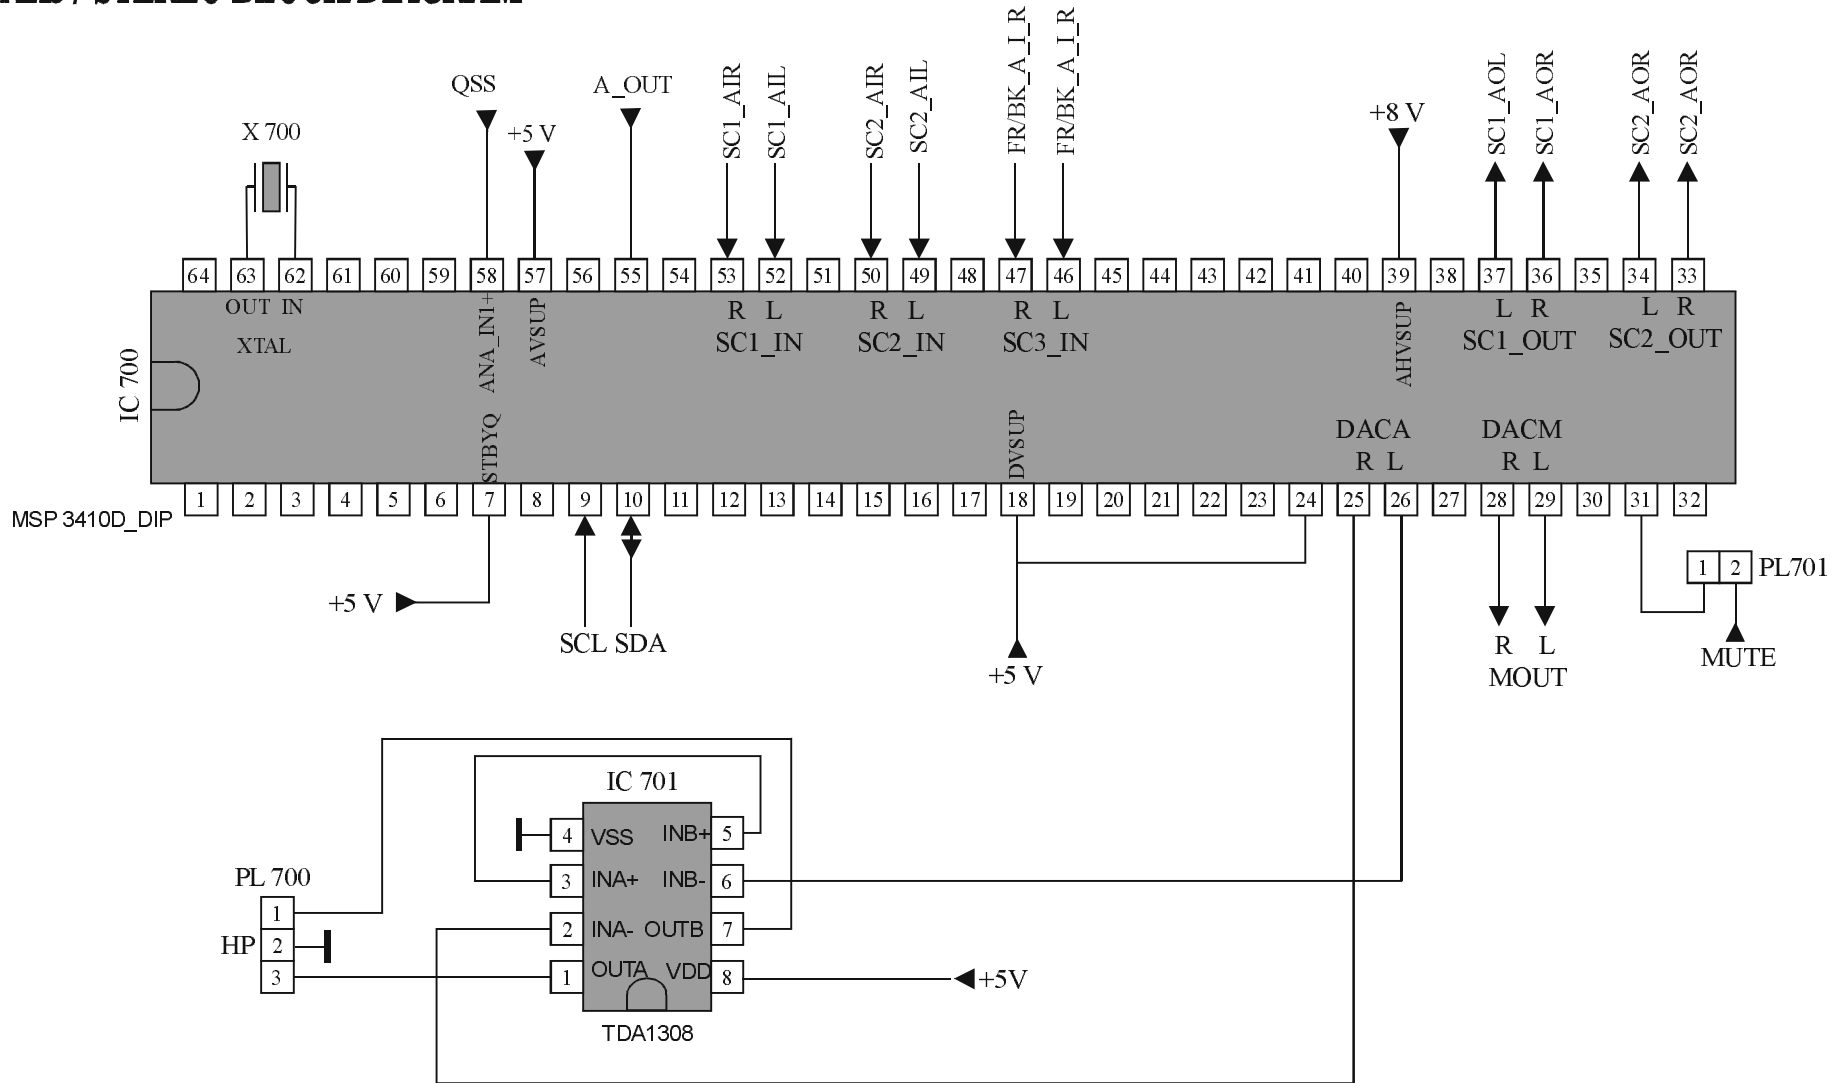 STEREO BLOCK DIAGRAM
QSS
A_OUT
SC1_AIR
SC1_AIL
SC2_AIR
SC2_AIL
FR/BK_A_I_R
FR/BK_A_I_R
+8 V
SC1_AOL
SC1_AOR
SC2_AOR
SC2_AOR
X 700
+5 V
64 63 62 61 60 59 58 57 56 55 54 53 52 51 50 49 48 47 46 45 44 43 42 41 40 39 38 37 36 35 34 33
OUT IN
XTAL
ANA_IN1+
AVSUP
R L
SC1_IN
R L
SC2_IN
R L
SC3_IN
AHVSUP
L R
SC1_OUT
L R
SC2_OUT
IC 700
STBYQ
DVSUP
DACA
R L
DACM
R L
MSP 3410D_DIP
1 2 3 4 5 6 7 8 9 10 11 12 13 14 15 16 17 18 19 20 21 22 23 24 25 26 27 28 29 30 31 32
1 2 PL701
+5 V
SCL SDA
+5 V
R L
MOUT
MUTE
IC 701
4 VSS INB+ 5
3 INA+ INB- 6
2 INA- OUTB 7
1 OUTA VDD 8
+5V
TDA1308
PL 700
1
HP 2
3